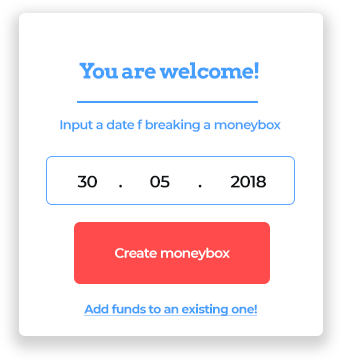 You are welcome!
Input a date f breaking a moneybox
30 . 05 . 2018
Create moneybox
Add funds to an existing one!